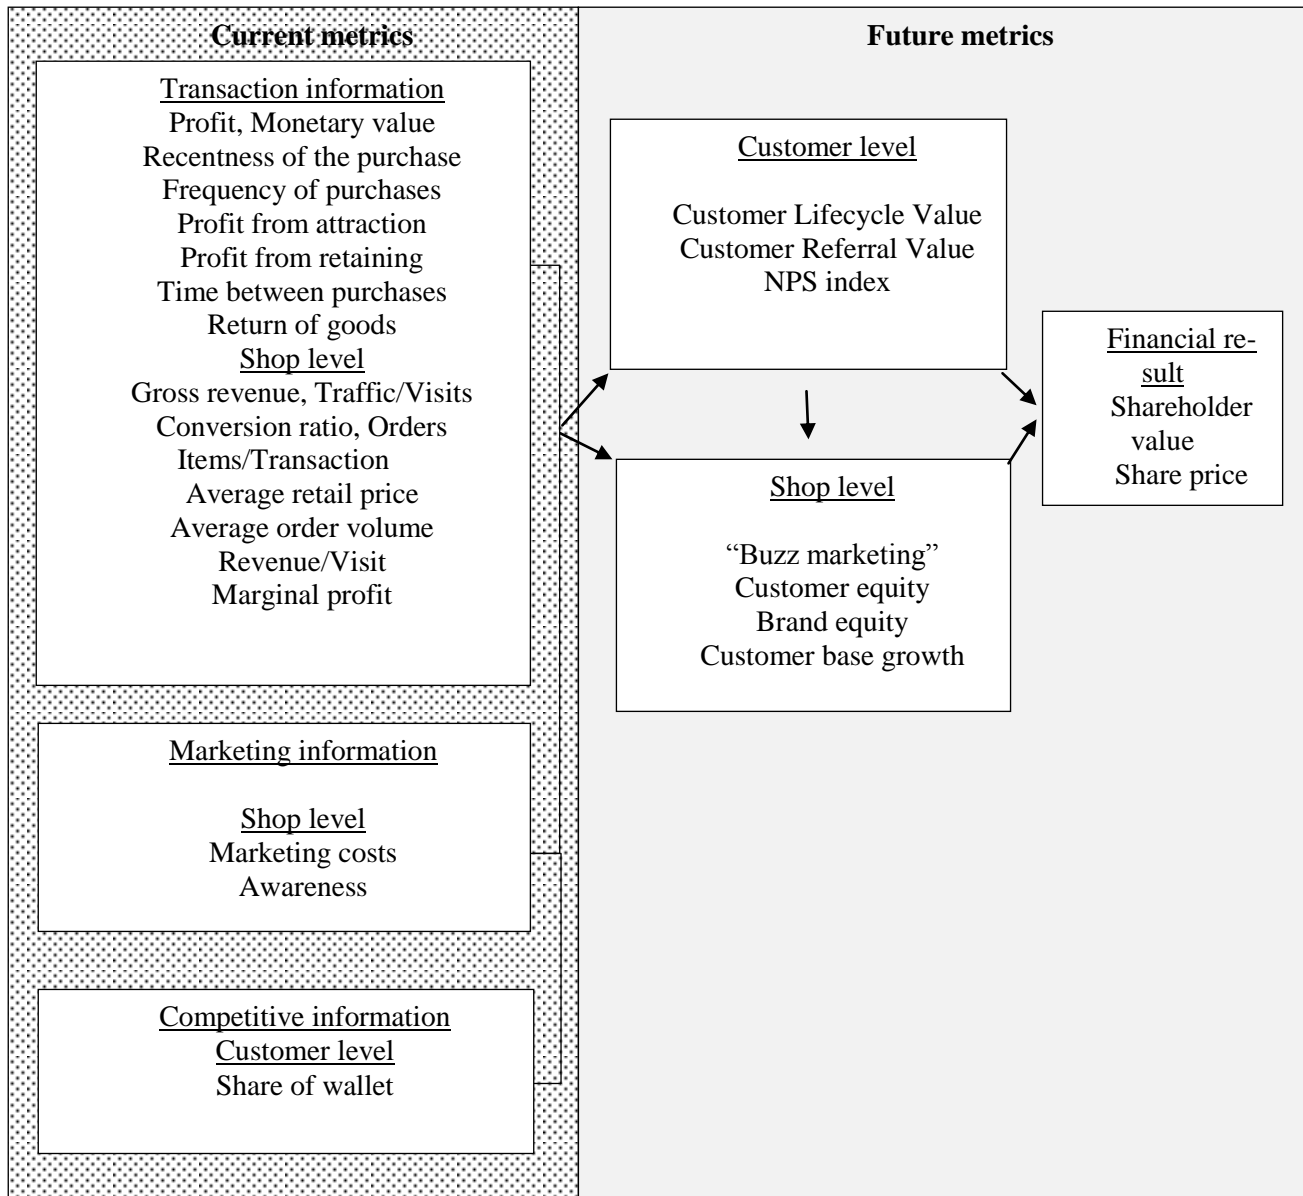 Current metrics
Transaction information
Profit, Monetary value
Recentness of the purchase
Frequency of purchases
Profit from attraction
Profit from retaining
Time between purchases
Return of goods
Shop level
Gross revenue, Traffic/Visits
Conversion ratio, Orders
Items/Transaction
Average retail price
Average order volume
Revenue/Visit
Marginal profit
Marketing information
Shop level
Marketing costs
Awareness
Competitive information
Customer level
Share of wallet
Future metrics
Customer level
Customer Lifecycle Value
Customer Referral Value
NPS index
Shop level
“Buzz marketing”
Customer equity
Brand equity
Customer base growth
Financial re-
sult
Shareholder
value
Share price